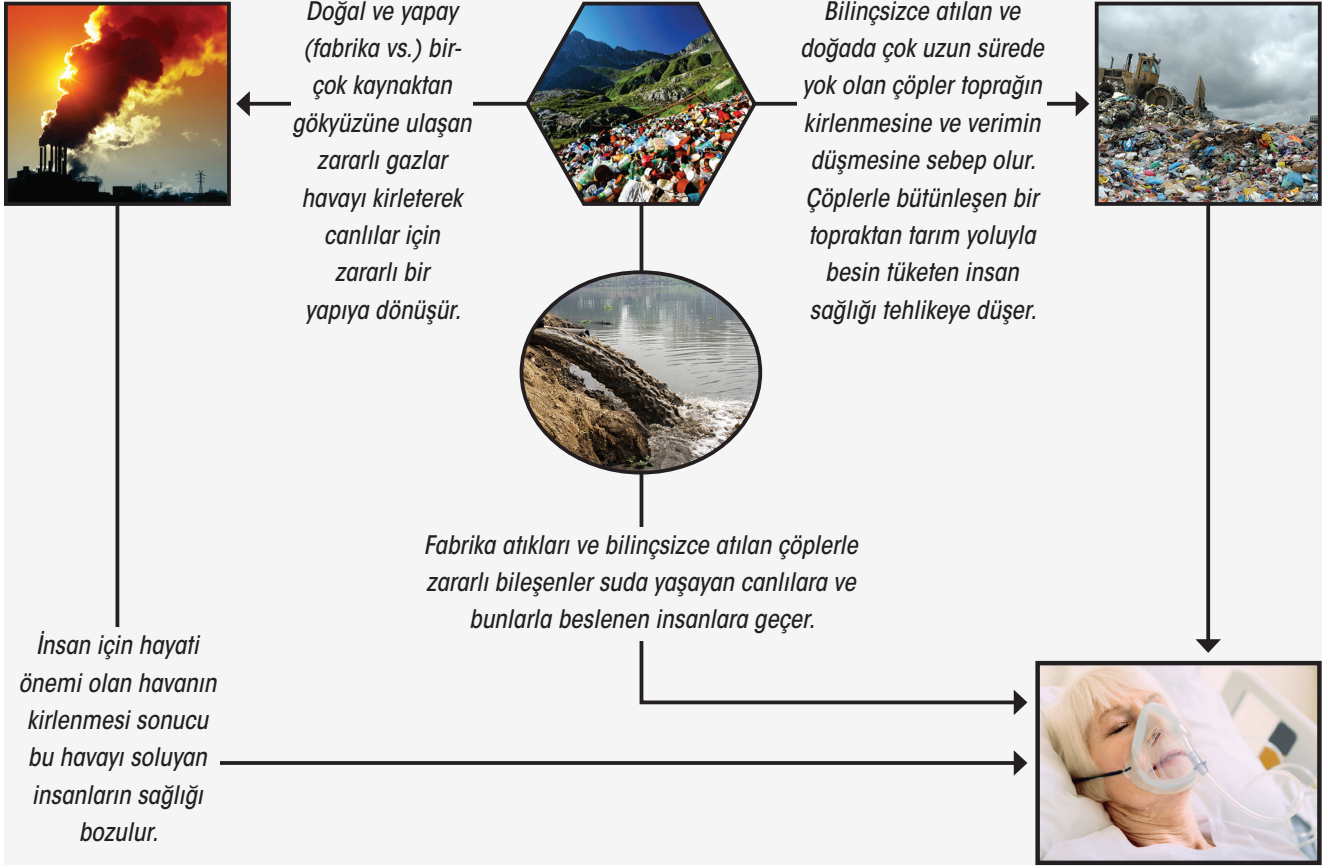 Doğal ve yapay
(fabrika vs.) bir-
çok kaynaktan
gökyüzüne ulaşan
zararlı gazlar
havayı kirleterek
canlılar için
zararlı bir
yapıya dönüşür.
Bilinçsizce atılan ve
doğada çok uzun sürede
yok olan çöpler toprağın
kirlenmesine ve verimin
düşmesine sebep olur.
Çöplerle bütünleşen bir
topraktan tarım yoluyla
besin tüketen insan
sağlığı tehlikeye düşer.
Fabrika atıkları ve bilinçsizce atılan çöplerle
zararlı bileşenler suda yaşayan canlılara ve
bunlarla beslenen insanlara geçer.
İnsan için hayati
önemi olan havanın
kirlenmesi sonucu
bu havayı soluyan
insanların sağlığı
bozulur.